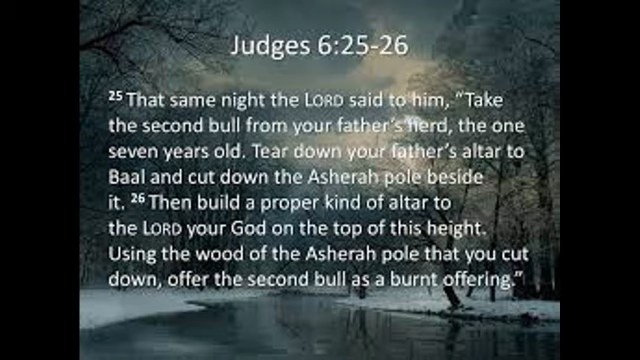 Judges 6:25-26
25 That same night the LORD said to him, “Take
the second bull from your father’s herd, the one
seven years old. Tear down your father’s altar to
Baal and cut down the Asherah pole beside
it. 26 Then build a proper kind of altar to
the LORD your God on the top of this height.
Using the wood of the Asherah pole that you cut
down, offer the second bull as a burnt offering.”